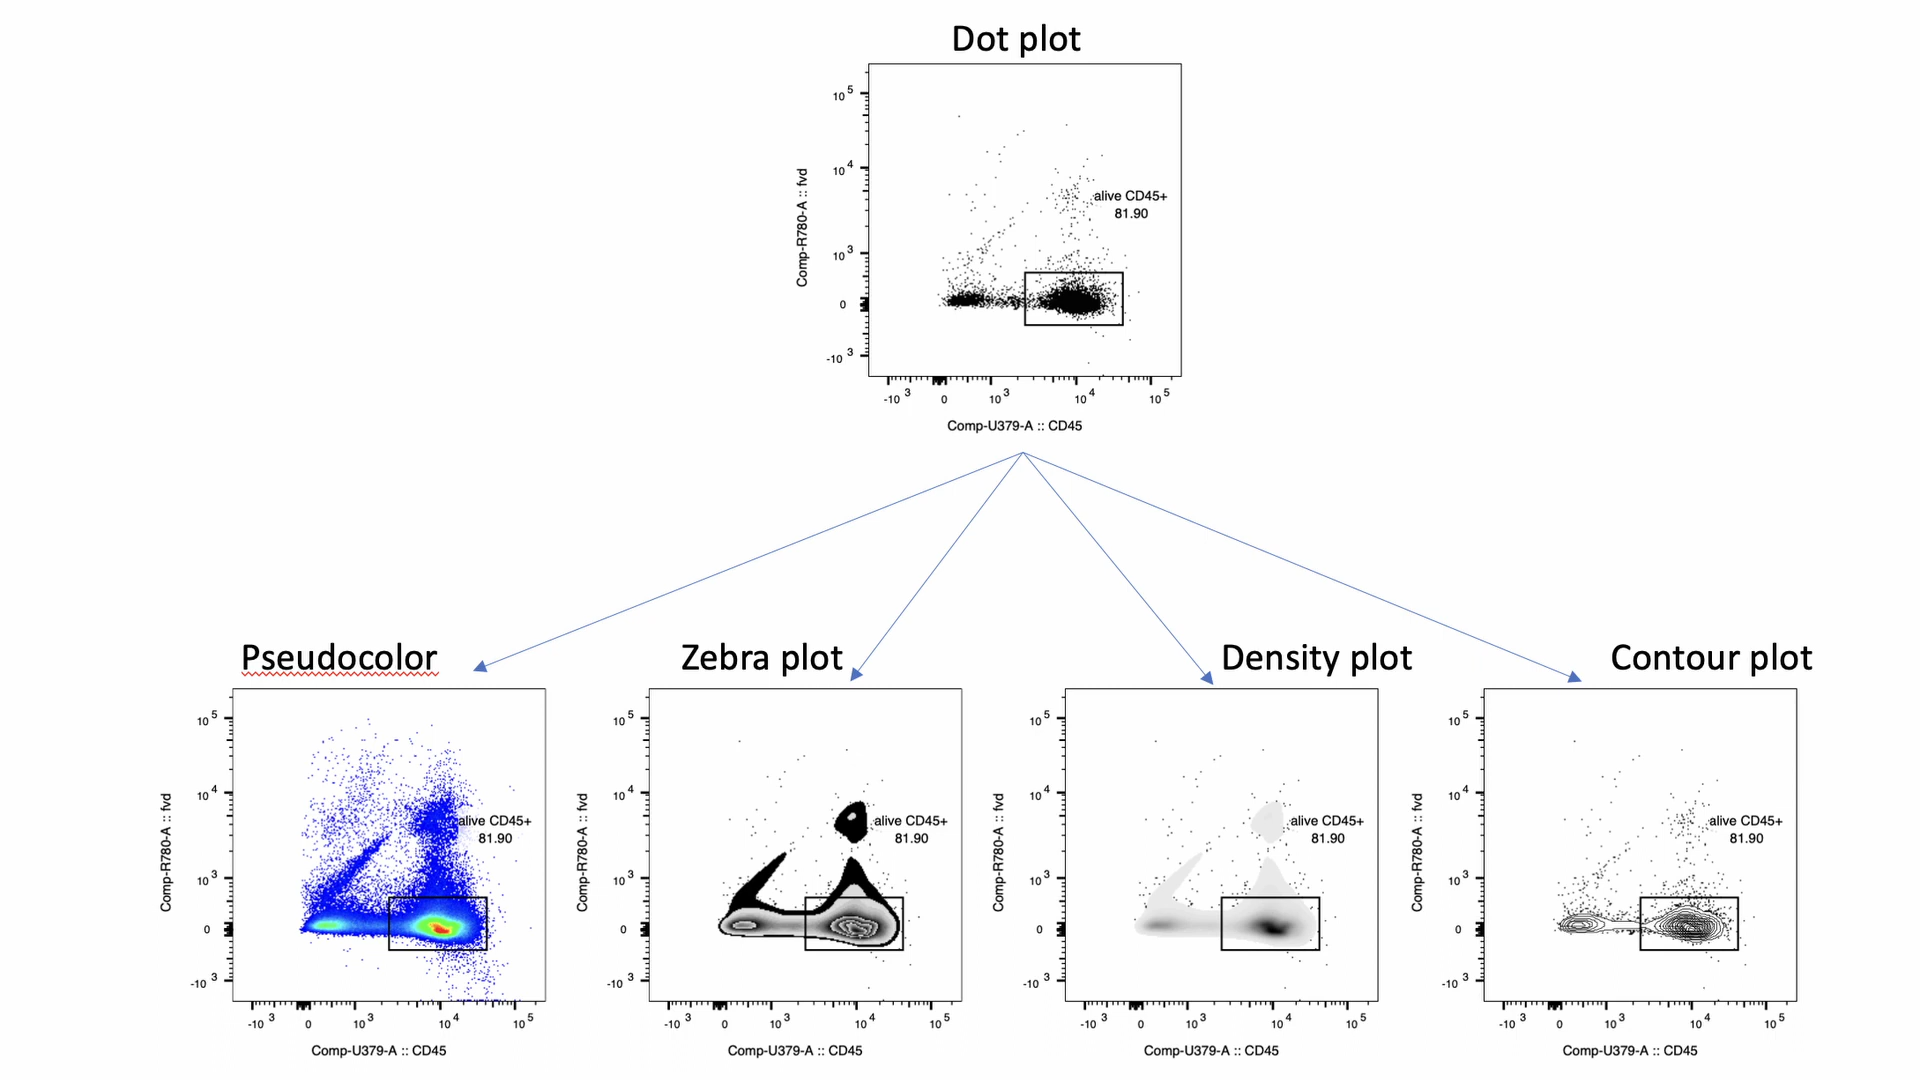 Dot plot
10 5
10 4
10 3
0
-10 3
Comp-R780-A :: fvd
alive CD45+
81.90
-10 3 0 10 3 10 4 10 5
Comp-U379-A :: CD45
Pseudocolor
10 5
10 4
10 3
0
-10 3
Comp-R780-A :: fvd
alive CD45+
81.90
-10 3 0 10 3 10 4 10 5
Comp-U379-A :: CD45
Zebra plot
10 5
10 4
10 3
0
-10 3
Comp-R780-A :: fvd
alive CD45+
81.90
-10 3 0 10 3 10 4 10 5
Comp-U379-A :: CD45
Density plot
10 5
10 4
10 3
0
-10 3
Comp-R780-A :: fvd
alive CD45+
81.90
-10 3 0 10 3 10 4 10 5
Comp-U379-A :: CD45
Contour plot
10 5
10 4
10 3
0
-10 3
Comp-R780-A :: fvd
alive CD45+
81.90
-10 3 0 10 3 10 4 10 5
Comp-U379-A :: CD45